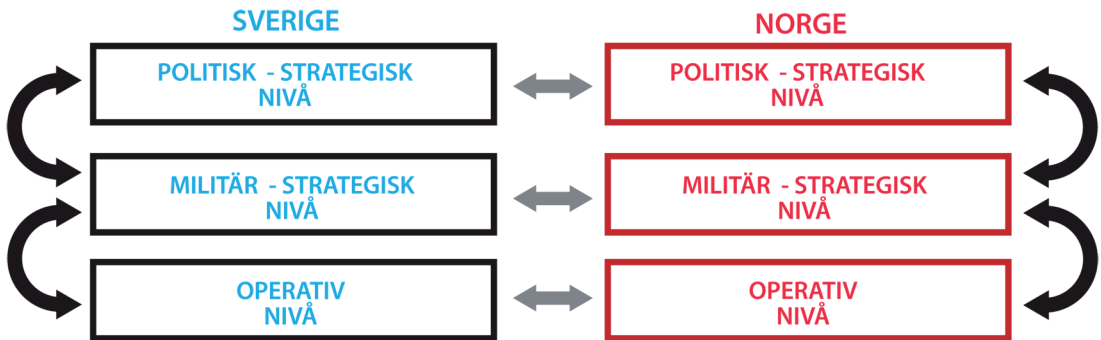 SVERIGE
NORGE
POLITISK - STRATEGISK
NIVÅ
POLITISK - STRATEGISK
NIVÅ
MILITÄR - STRATEGISK
NIVÅ
MILITÄR - STRATEGISK
NIVÅ
OPERATIV
NIVÅ
OPERATIV
NIVÅ